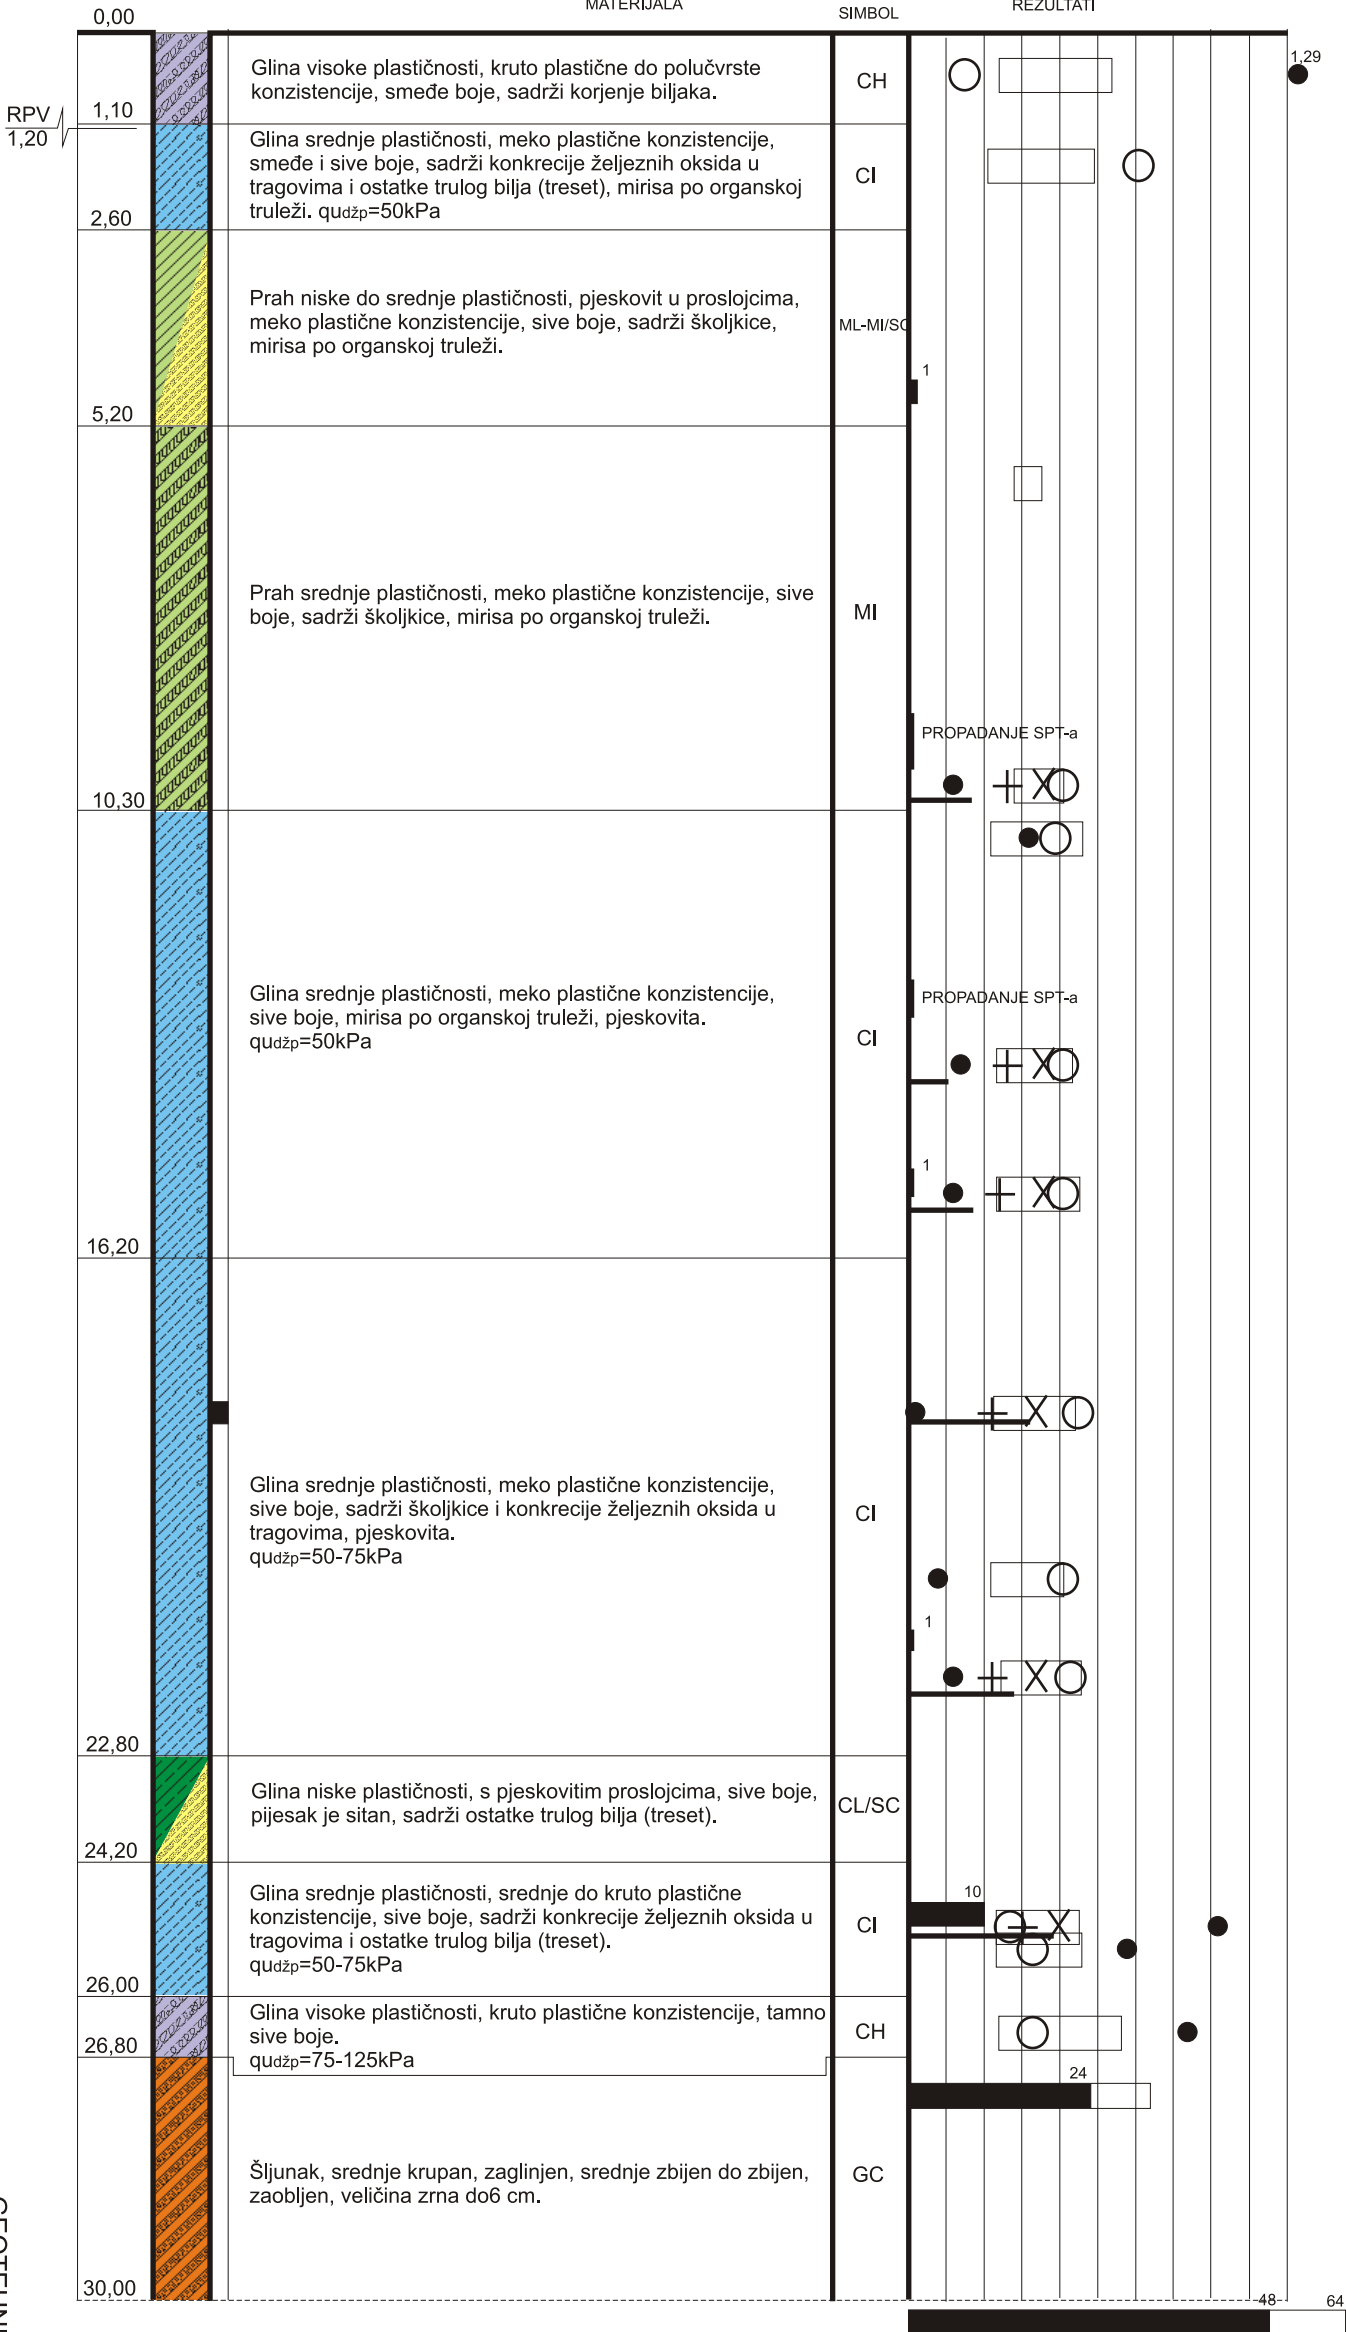 MATERIJALA
SIMBOL
REZULTATI
0,00
Glina visoke plastičnosti, kruto plastične do polučvrste
konzistencije, smeđe boje, sadrži korjenje biljaka.
CH
1,29
RPV
1,20
1,10
Glina srednje plastičnosti, meko plastične konzistencije,
smeđe i sive boje, sadrži konkrecije željeznih oksida u
tragovima i ostatke trulog bilja (treset), mirisa po organskoj
truleži. qudžp=50kPa
CI
2,60
Prah niske do srednje plastičnosti, pjeskovit u proslojcima,
meko plastične konzistencije, sive boje, sadrži školjkice,
mirisa po organskoj truleži.
ML-MI/SC
1
5,20
Prah srednje plastičnosti, meko plastične konzistencije, sive
boje, sadrži školjkice, mirisa po organskoj truleži.
MI
PROPADANJE SPT-a
10,30
Glina srednje plastičnosti, meko plastične konzistencije,
sive boje, mirisa po organskoj truleži, pjeskovita.
qudžp=50kPa
CI
PROPADANJE SPT-a
1
16,20
Glina srednje plastičnosti, meko plastične konzistencije,
sive boje, sadrži školjkice i konkrecije željeznih oksida u
tragovima, pjeskovita.
qudžp=50-75kPa
CI
1
22,80
Glina niske plastičnosti, s pjeskovitim proslojcima, sive boje,
pijesak je sitan, sadrži ostatke trulog bilja (treset).
CL/SC
24,20
Glina srednje plastičnosti, srednje do kruto plastične
konzistencije, sive boje, sadrži konkrecije željeznih oksida u
tragovima i ostatke trulog bilja (treset).
qudžp=50-75kPa
CI
10
26,00
Glina visoke plastičnosti, kruto plastične konzistencije, tamno
sive boje.
qudžp=75-125kPa
CH
26,80
24
Šljunak, srednje krupan, zaglinjen, srednje zbijen do zbijen,
zaobljen, veličina zrna do6 cm.
GC
30,00
48
64